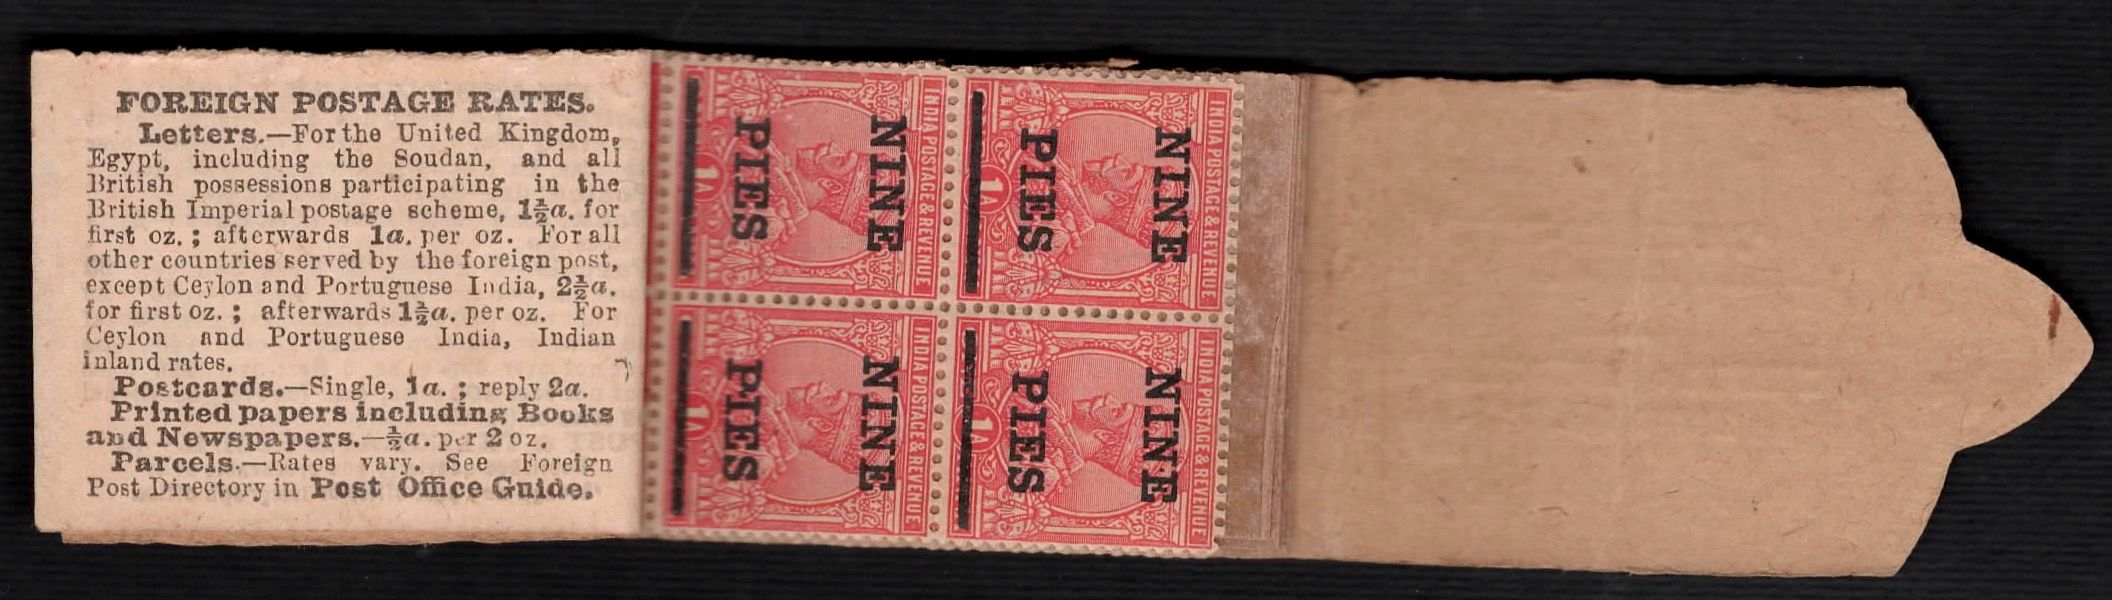 FOREIGN POSTAGE RATES.
Letters.—For the United Kingdom,
Egypt, including the Soudan, and all
British possessions participating in the
British Imperial postage scheme, 1½a. for
first oz. ; afterwards 1a. per oz. For all
other countries served by the foreign post,
except Ceylon and Portuguese India, 2½a.
for first oz. ; afterwards 1½a. per oz. For
Ceylon and Portuguese India, Indian
inland rates.
Postcards.—Single, 1a. ; reply 2a.
Printed papers including Books
and Newspapers.—½a. per 2 oz.
Parcels.—Rates vary. See Foreign
Post Directory in Post Office Guide.
INDIA POSTAGE & REVENUE
NINE
PIES
1A
INDIA POSTAGE & REVENUE
NINE
PIES
1A
INDIA POSTAGE & REVENUE
NINE
PIES
1A
INDIA POSTAGE & REVENUE
NINE
PIES
1A